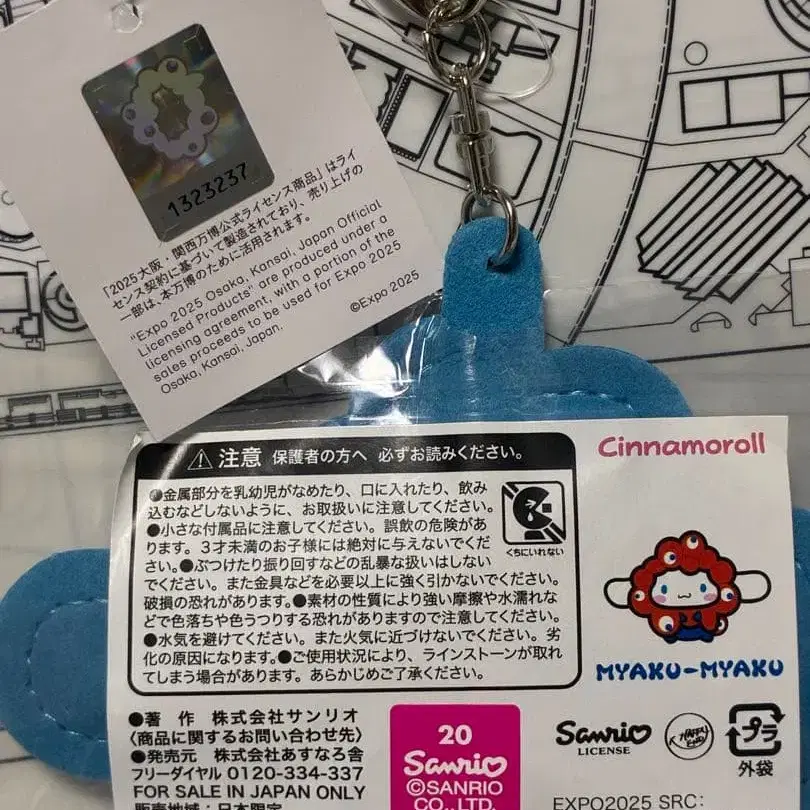 1323237
「2025大阪・関西万博公式ライセンス商品」はライ
センス契約に基づいて製造されており、売り上げの
一部は、本万博のために活用されます。
"Expo 2025 Osaka, Kansai, Japan Official
Licensed Products" are produced under a
licensing agreement, with a portion of the
sales proceeds to be used for Expo 2025
Osaka, Kansai, Japan.
©Expo 2025
注意 保護者の方へ 必ずお読みください。
●金属部分を乳幼児がなめたり、口に入れたり、飲み
込むなどしないように、お取扱いに注意してください。
●小さな付属品に注意してください。誤飲の危険があ
ります。3才未満のお子様には絶対に与えないでくだ
さい。●ぶつけたり振り回すなどの乱暴な扱いはしない
でください。また金具などを必要以上に強く引かないでください。
破損の恐れがあります。●素材の性質により強い摩擦や水濡れな
どで色落ちや色うつりする恐れがありますので注意してください。
●水気を避けてください。また火気に近づけないでください。劣
化の原因になります。●ご使用状況により、ラインストーンが取れ
てしまう場合があります。あらかじめご了承ください。
くちにいれない
Cinnamoroll
MYAKU-MYAKU
●著 作 株式会社サンリオ
〈商品に関するお問い合わせ先〉
●発売元 株式会社あすなろ舎
フリーダイヤル 0120-334-337
FOR SALE IN JAPAN ONLY
販売地域：日本限定
20
Sanrio
©SANRIO
CO., LTD.
Sanrio
LICENSE
プラ
外袋
EXPO2025 SRC: